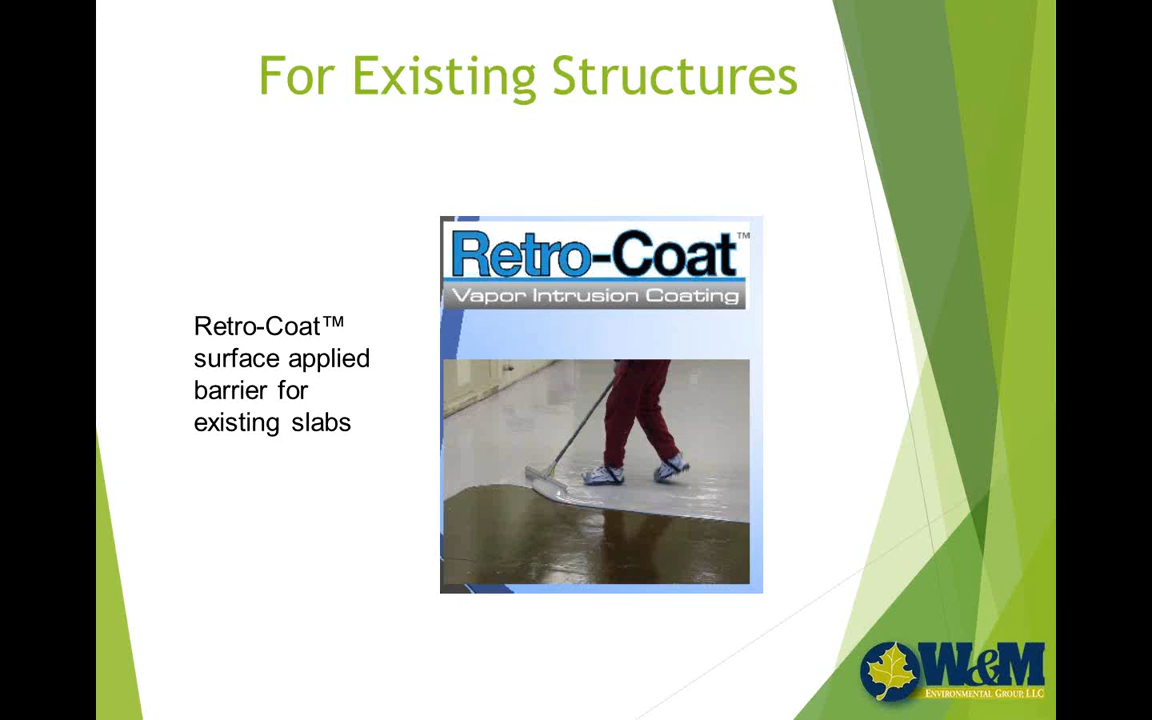 For Existing Structures
Retro-Coat™
Vapor Intrusion Coating
Retro-Coat™
surface applied
barrier for
existing slabs
W&M
ENVIRONMENTAL GROUP, LLC